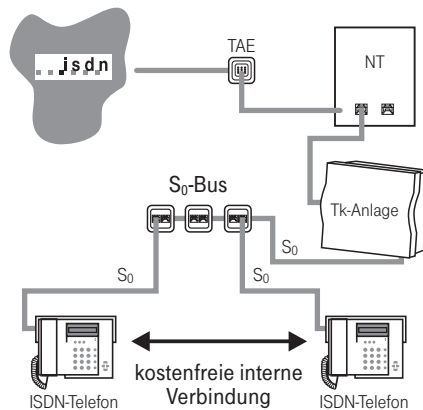 isdn
TAE
NT
S₀-Bus
Tk-Anlage
S₀
S₀
S₀
kostenfreie interne
Verbindung
ISDN-Telefon
ISDN-Telefon